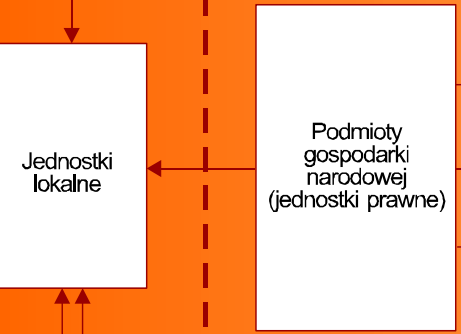 Jednostki
lokalne
Podmioty
gospodarki
narodowej
(jednostki prawne)